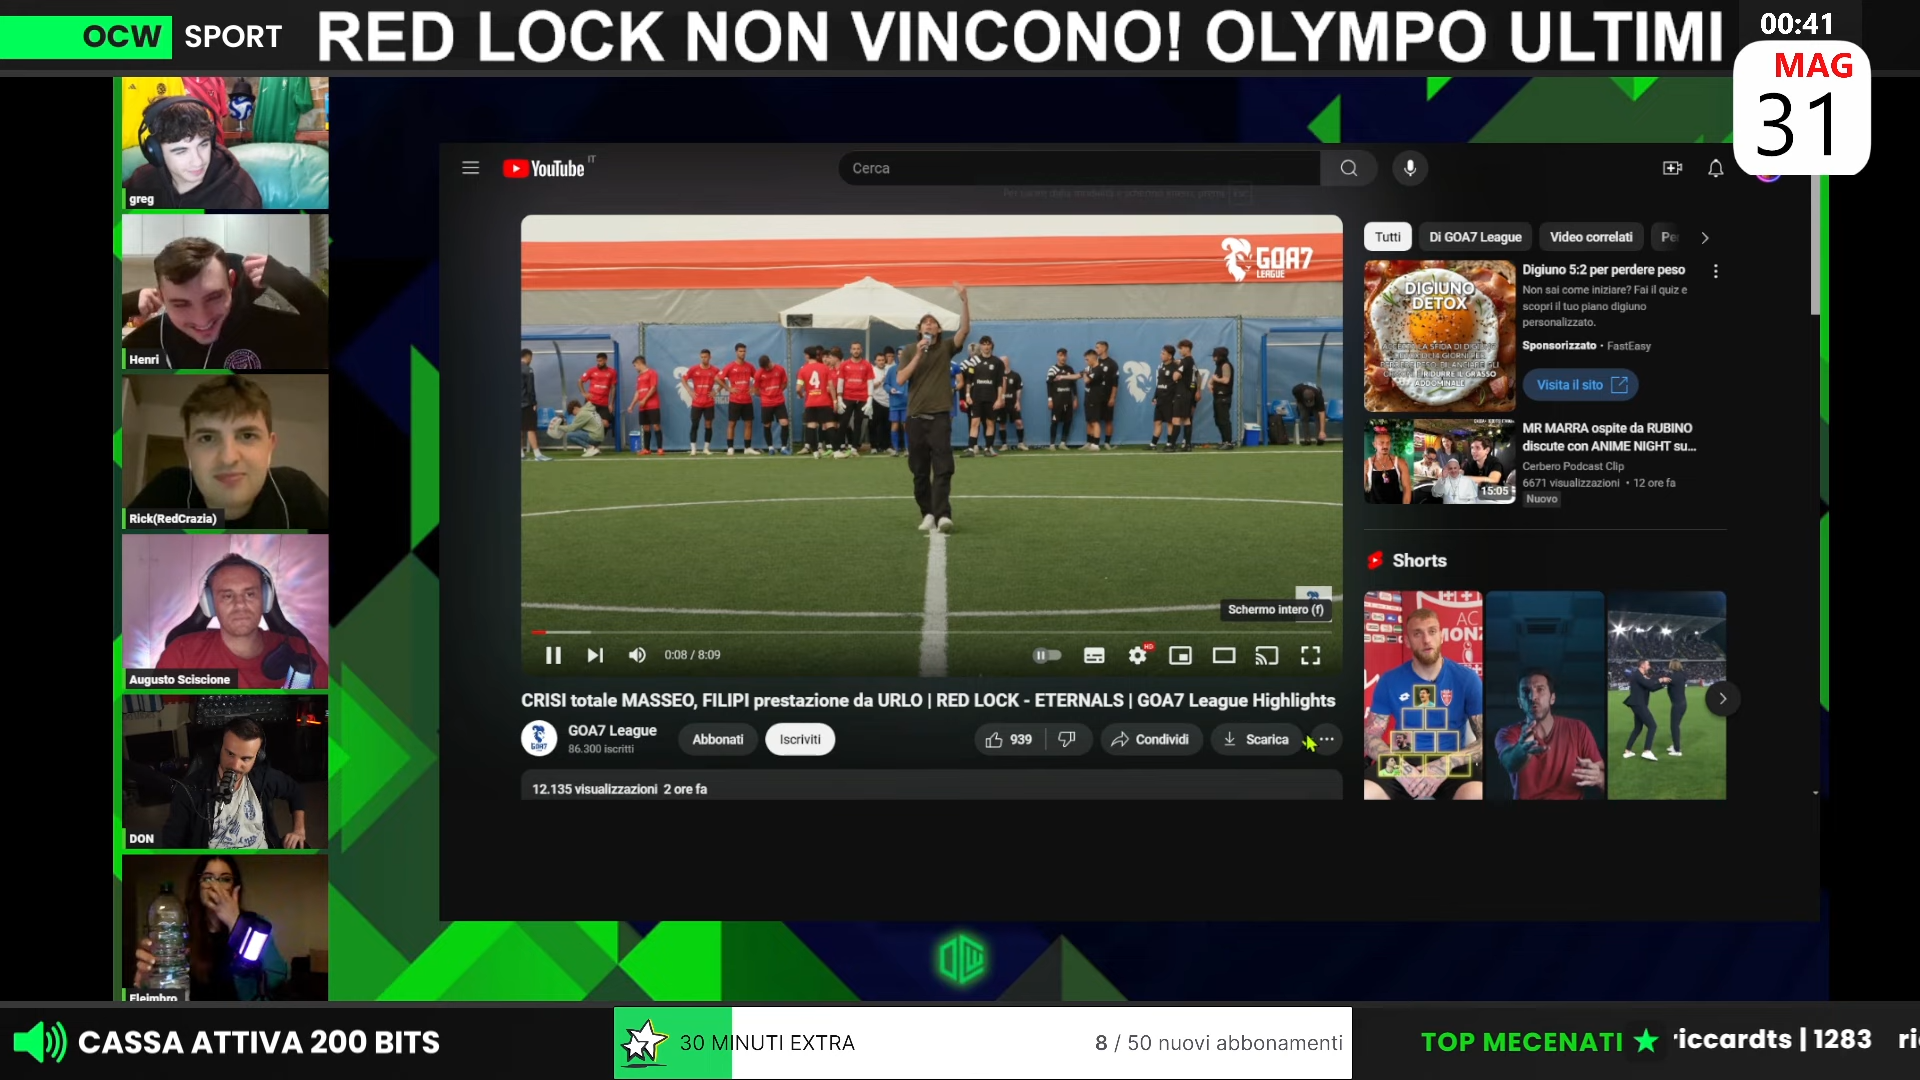 OCW SPORT
RED LOCK NON VINCONO! OLYMPO ULTIMI
00:41
MAG
31
greg
Henri
Rick(RedCrazia)
Augusto Sciscione
DON
Eleimbro
YouTube IT
Cerca
GOA7
LEAGUE
4
Schermo intero (f)
0:08 / 8:09
HD
CRISI totale MASSEO, FILIPI prestazione da URLO | RED LOCK - ETERNALS | GOA7 League Highlights
GOA7 League
86.300 iscritti
Abbonati
Iscriviti
939
Condividi
Scarica
12.135 visualizzazioni 2 ore fa
Tutti
Di GOA7 League
Video correlati
DIGIUNO
DETOX
Digiuno 5:2 per perdere peso
Non sai come iniziare? Fai il quiz e
scopri il tuo piano digiuno
personalizzato.
Sponsorizzato • FastEasy
Visita il sito
15:05
MR MARRA ospite da RUBINO
discute con ANIME NIGHT su...
Cerbero Podcast Clip
6671 visualizzazioni • 12 ore fa
Nuovo
Shorts
AC
MONZ
CASSA ATTIVA 200 BITS
30 MINUTI EXTRA
8 / 50 nuovi abbonamenti
TOP MECENATI
riccardts | 1283